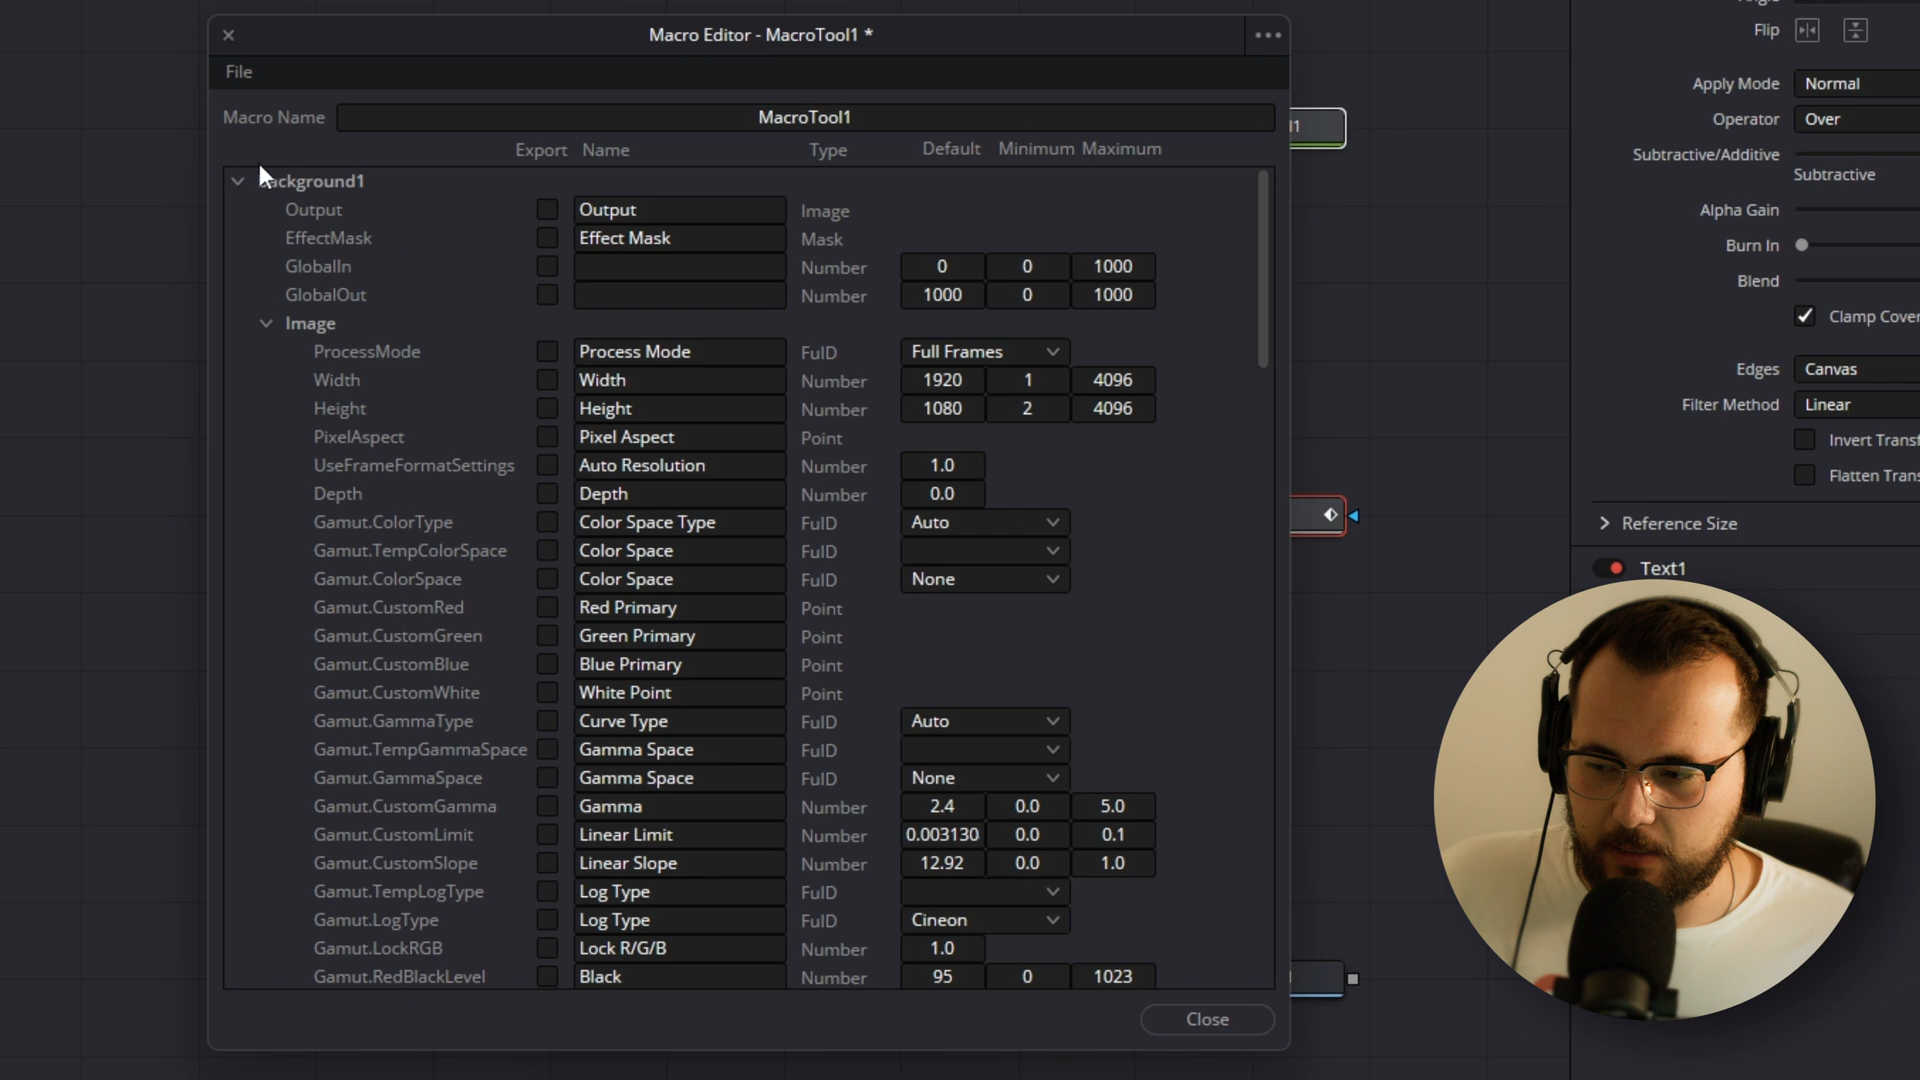 Macro Editor - MacroTool1 *
File
Macro Name MacroTool1
Export Name Type Default Minimum Maximum
Background1
Output Output Image
EffectMask Effect Mask Mask
GlobalIn Number 0 0 1000
GlobalOut Number 1000 0 1000
Image
ProcessMode Process Mode FuID Full Frames
Width Width Number 1920 1 4096
Height Height Number 1080 2 4096
PixelAspect Pixel Aspect Point
UseFrameFormatSettings Auto Resolution Number 1.0
Depth Depth Number 0.0
Gamut.ColorType Color Space Type FuID Auto
Gamut.TempColorSpace Color Space FuID
Gamut.ColorSpace Color Space FuID None
Gamut.CustomRed Red Primary Point
Gamut.CustomGreen Green Primary Point
Gamut.CustomBlue Blue Primary Point
Gamut.CustomWhite White Point Point
Gamut.GammaType Curve Type FuID Auto
Gamut.TempGammaSpace Gamma Space FuID
Gamut.GammaSpace Gamma Space FuID None
Gamut.CustomGamma Gamma Number 2.4 0.0 5.0
Gamut.CustomLimit Linear Limit Number 0.003130 0.0 0.1
Gamut.CustomSlope Linear Slope Number 12.92 0.0 1.0
Gamut.TempLogType Log Type FuID
Gamut.LogType Log Type FuID Cineon
Gamut.LockRGB Lock R/G/B Number 1.0
Gamut.RedBlackLevel Black Number 95 0 1023
Close
Flip
Apply Mode Normal
Operator Over
Subtractive/Additive
Subtractive
Alpha Gain
Burn In
Blend
Clamp Cover
Edges Canvas
Filter Method Linear
Invert Transf
Flatten Trans
Reference Size
Text1